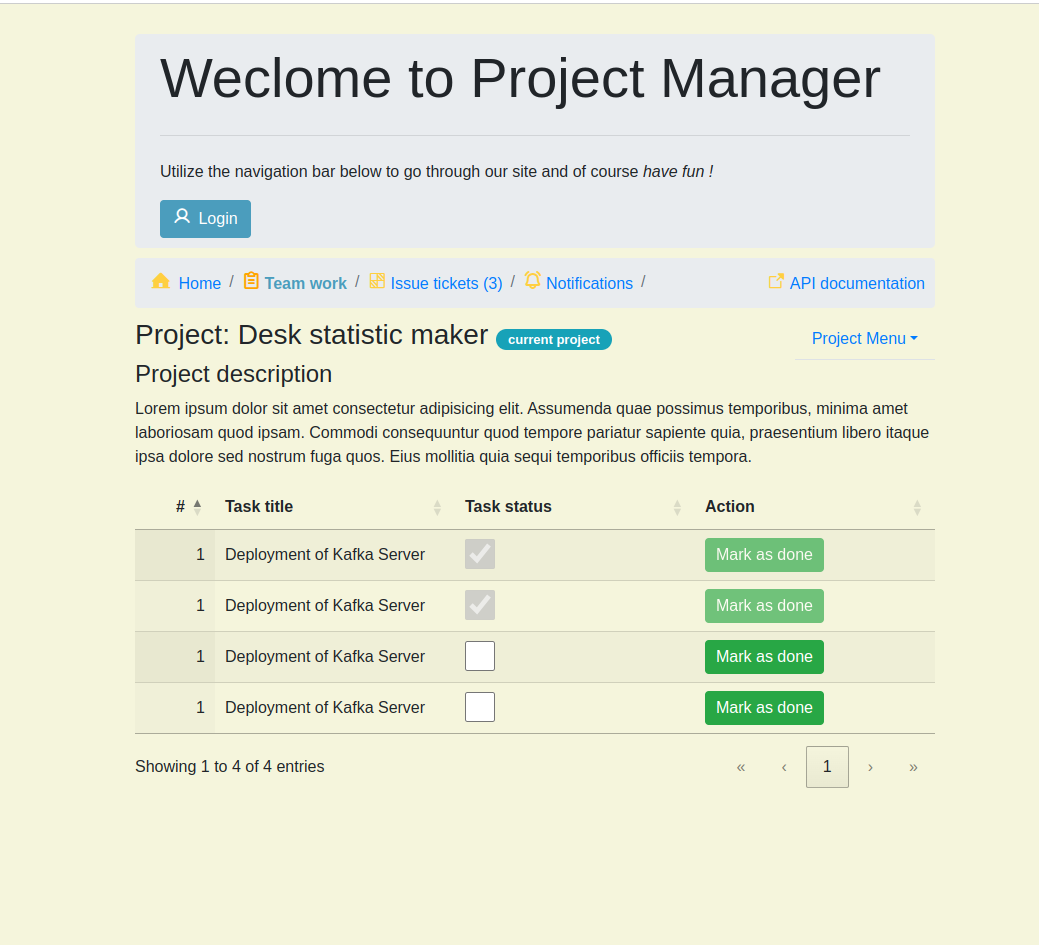 Weclome to Project Manager
Utilize the navigation bar below to go through our site and of course have fun !
Login
Home / Team work / Issue tickets (3) / Notifications / API documentation
Project: Desk statistic maker current project Project Menu
Project description
Lorem ipsum dolor sit amet consectetur adipisicing elit. Assumenda quae possimus temporibus, minima amet
laboriosam quod ipsam. Commodi consequuntur quod tempore pariatur sapiente quia, praesentium libero itaque
ipsa dolore sed nostrum fuga quos. Eius mollitia quia sequi temporibus officiis tempora.
# Task title Task status Action
1 Deployment of Kafka Server Mark as done
1 Deployment of Kafka Server Mark as done
1 Deployment of Kafka Server Mark as done
1 Deployment of Kafka Server Mark as done
Showing 1 to 4 of 4 entries « ‹ 1 › »